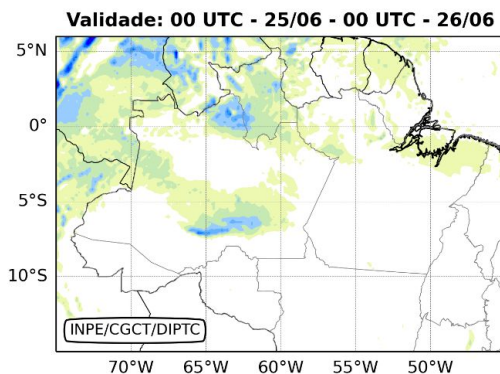 Validade: 00 UTC - 25/06 - 00 UTC - 26/06
5°N
0°
5°S
10°S
INPE/CGCT/DIPTC
70°W 65°W 60°W 55°W 50°W